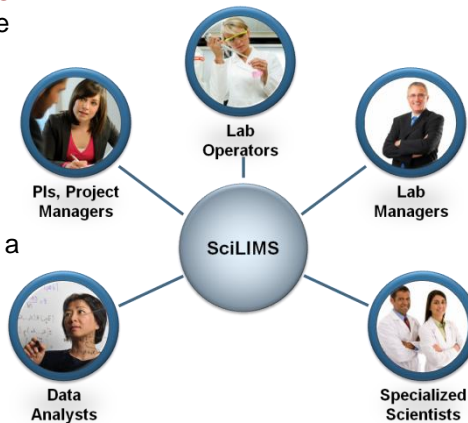 e
Lab
Operators
PIs, Project
Managers
Lab
Managers
SciLIMS
a
Data
Analysts
Specialized
Scientists